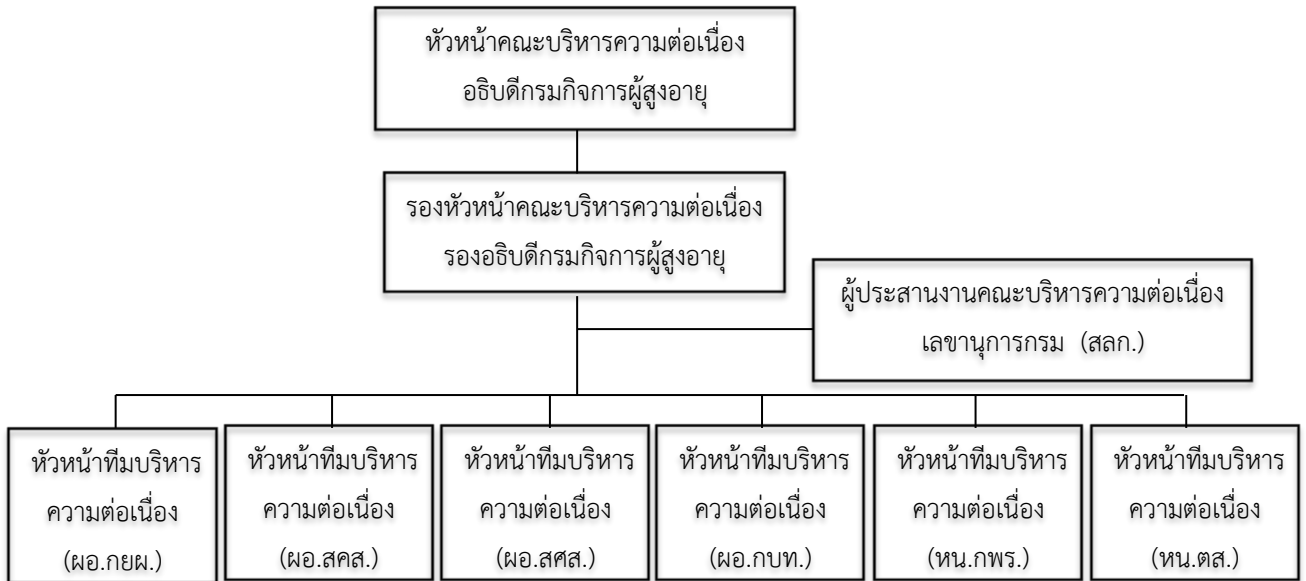 หัวหน้าคณะบริหารความต่อเนื่อง
อธิบดีกรมกิจการผู้สูงอายุ
รองหัวหน้าคณะบริหารความต่อเนื่อง
รองอธิบดีกรมกิจการผู้สูงอายุ
ผู้ประสานงานคณะบริหารความต่อเนื่อง
เลขานุการกรม (สลก.)
หัวหน้าทีมบริหาร
ความต่อเนื่อง
(ผอ.กยผ.)
หัวหน้าทีมบริหาร
ความต่อเนื่อง
(ผอ.สคส.)
หัวหน้าทีมบริหาร
ความต่อเนื่อง
(ผอ.สศส.)
หัวหน้าทีมบริหาร
ความต่อเนื่อง
(ผอ.กบท.)
หัวหน้าทีมบริหาร
ความต่อเนื่อง
(หน.กพร.)
หัวหน้าทีมบริหาร
ความต่อเนื่อง
(หน.ตส.)